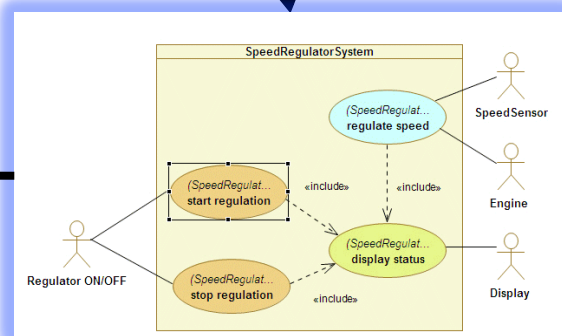 SpeedRegulatorSystem
(SpeedRegulat...
regulate speed
SpeedSensor
(SpeedRegulat...
start regulation
«include»
«include»
Engine
(SpeedRegulat...
display status
Regulator ON/OFF
(SpeedRegulat...
stop regulation
«include»
Display